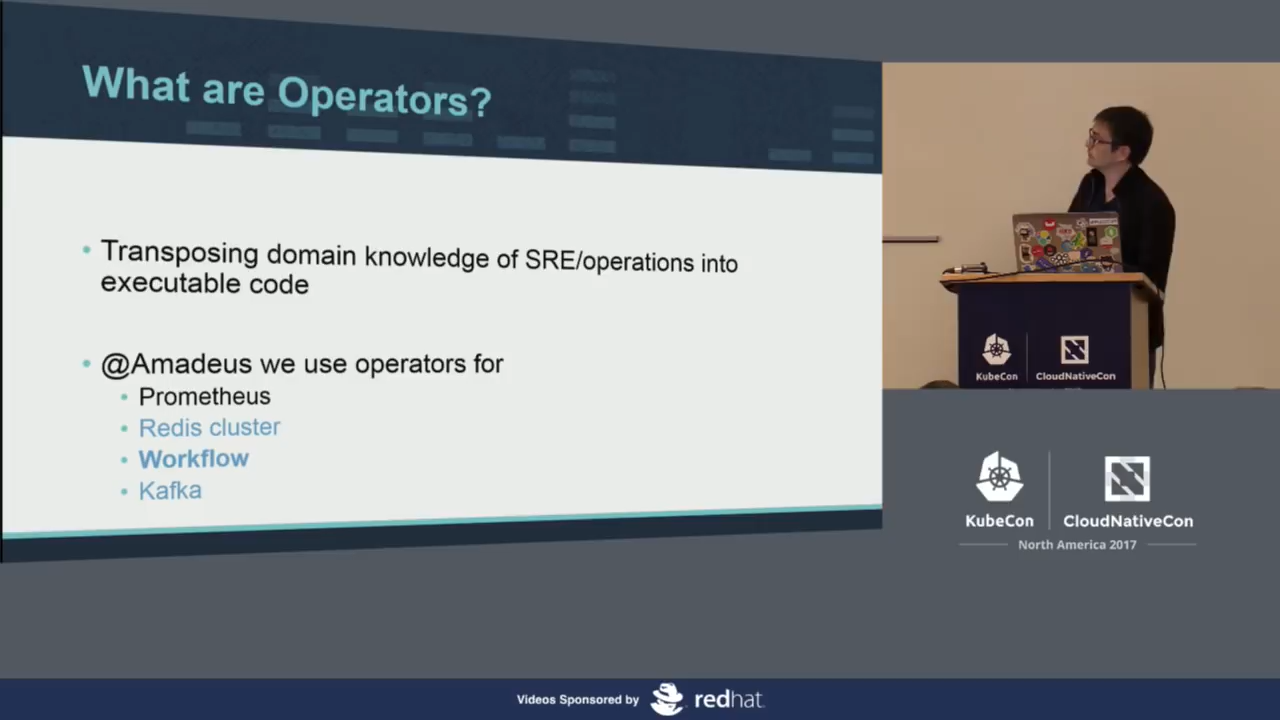 What are Operators?
• Transposing domain knowledge of SRE/operations into
executable code
• @Amadeus we use operators for
• Prometheus
• Redis cluster
• Workflow
• Kafka
KubeCon
CloudNativeCon
KubeCon
CloudNativeCon
North America 2017
Videos Sponsored by
redhat